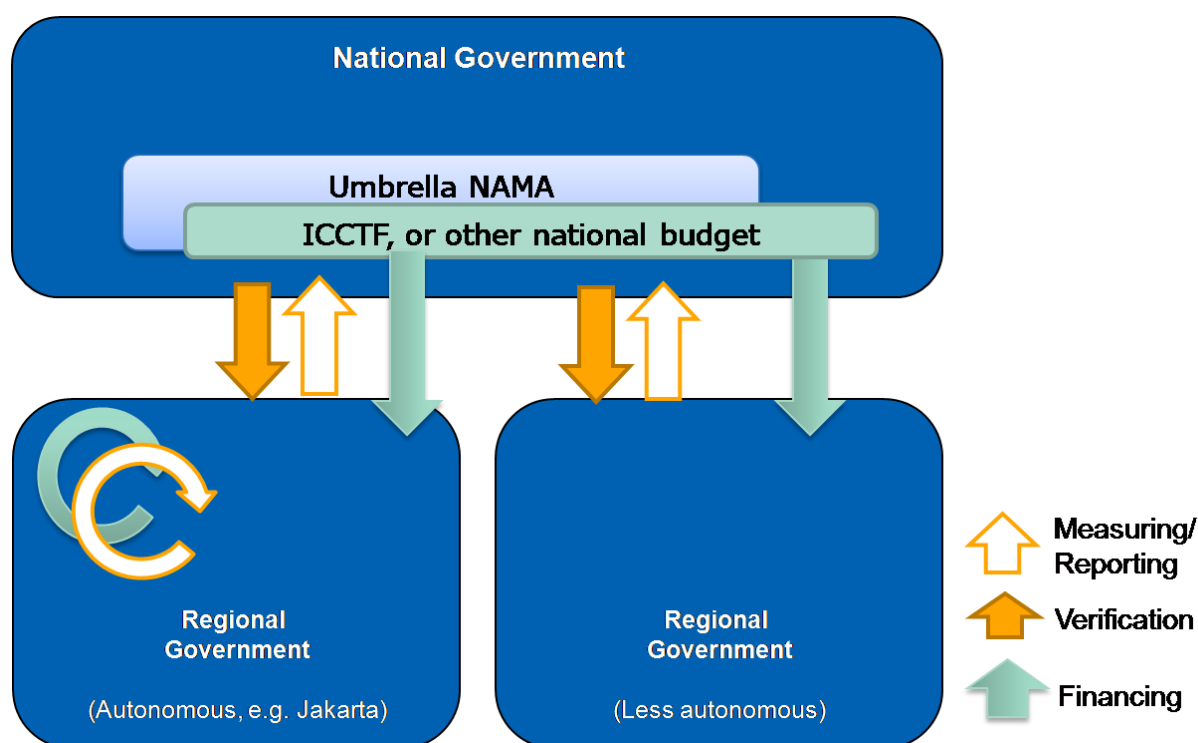 National Government
Umbrella NAMA
ICCTF, or other national budget
Regional
Government
(Autonomous, e.g. Jakarta)
Regional
Government
(Less autonomous)
Measuring/
Reporting
Verification
Financing